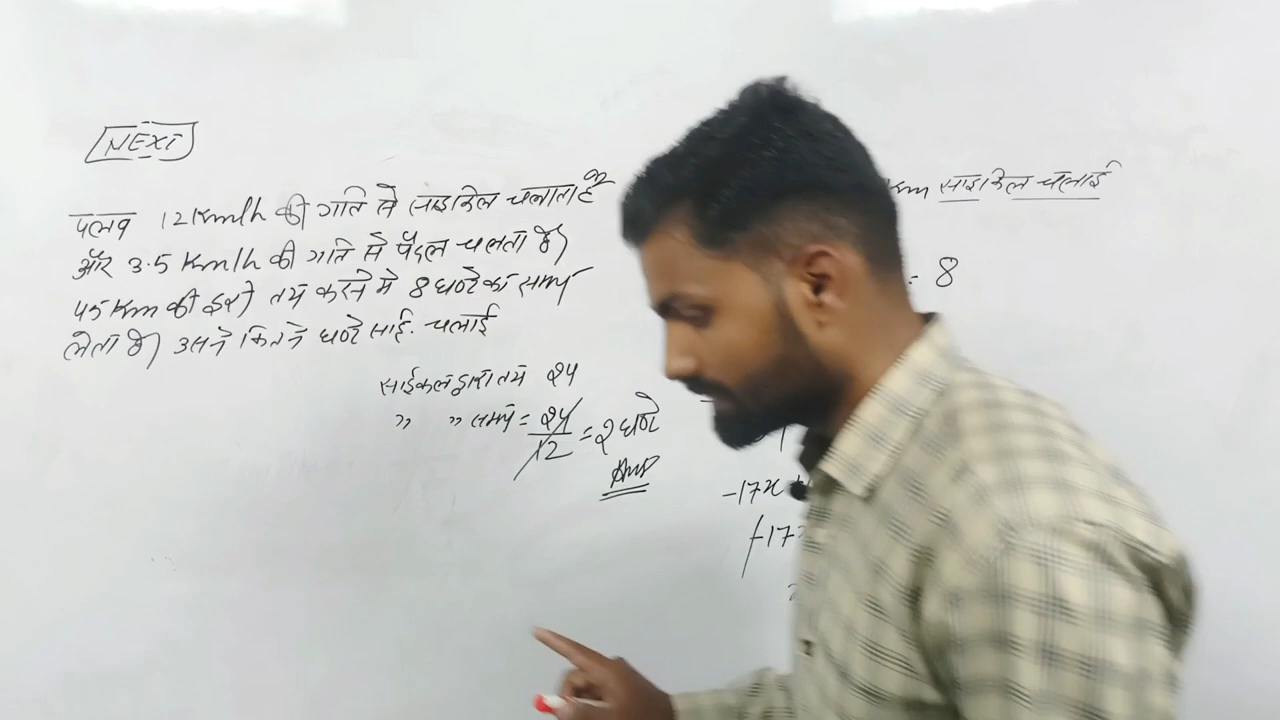 NEXT
पल्लव 12 Km/h की गति से साइकिल चलाता है
और 3.5 Km/h की गति से पैदल चलता है।
45 Km की दूरी तय करने मे 8 घण्टे का समय
लेता है। उसने कितने घण्टे साई. चलाई
साईकल द्वारा तय 24
" " समय = 24/12 = 2 घण्टे
Ans
Km साइकिल चलाई
= 8
-17x +
-17x